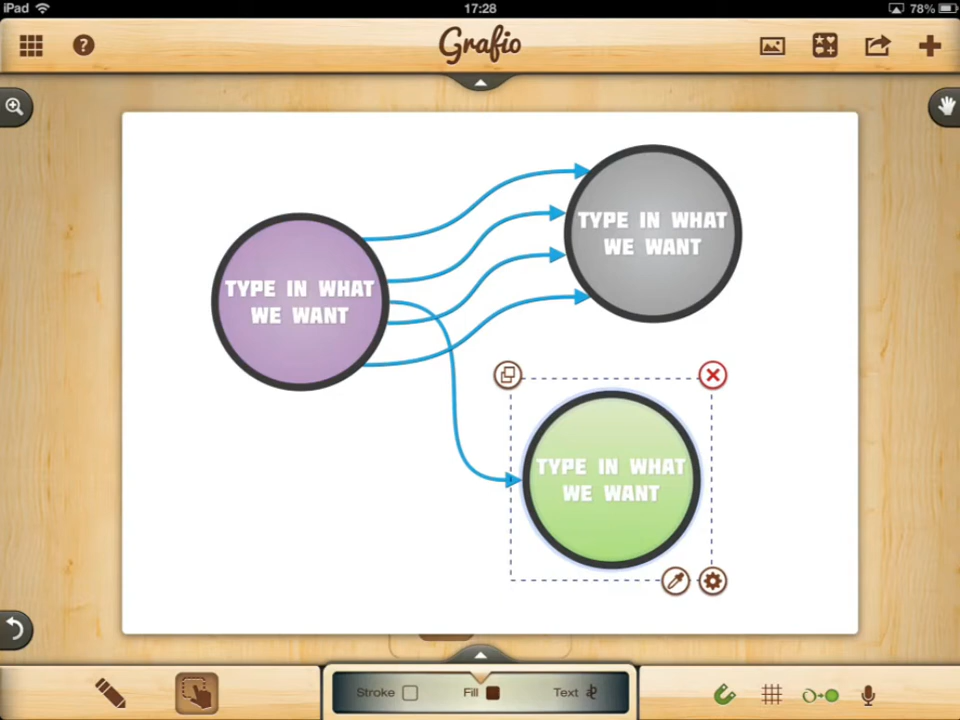 iPad 17:28 78%
Grafio
TYPE IN WHAT
WE WANT
TYPE IN WHAT
WE WANT
TYPE IN WHAT
WE WANT
Stroke Fill Text